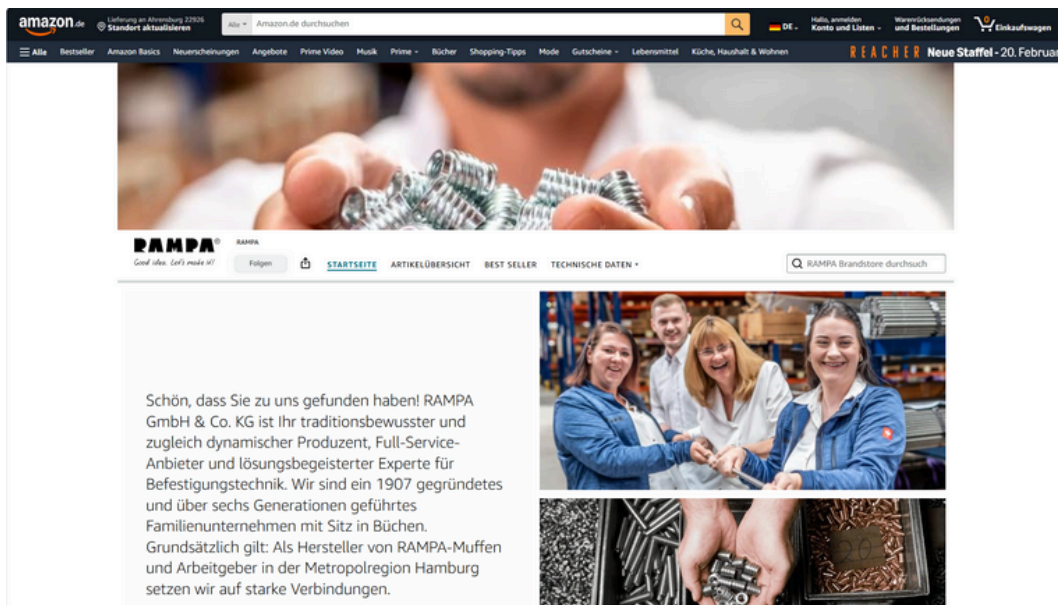 amazon.de
Lieferung an Ahrensburg 22926
Standort aktualisieren
Alle
Amazon.de durchsuchen
DE
Hallo, anmelden
Konto und Listen
Warenrücksendungen
und Bestellungen
0
Einkaufswagen
Alle
Bestseller
Amazon Basics
Neuerscheinungen
Angebote
Prime Video
Musik
Prime
Bücher
Shopping-Tipps
Mode
Gutscheine
Lebensmittel
Küche, Haushalt & Wohnen
REACHER Neue Staffel - 20. Februar
RAMPA®
Good idea. Let's make it!
RAMPA
Folgen
STARTSEITE
ARTIKELÜBERSICHT
BEST SELLER
TECHNISCHE DATEN
RAMPA Brandstore durchsuch
Schön, dass Sie zu uns gefunden haben! RAMPA
GmbH & Co. KG ist Ihr traditionsbewusster und
zugleich dynamischer Produzent, Full-Service-
Anbieter und lösungsbegeisterter Experte für
Befestigungstechnik. Wir sind ein 1907 gegründetes
und über sechs Generationen geführtes
Familienunternehmen mit Sitz in Büchen.
Grundsätzlich gilt: Als Hersteller von RAMPA-Muffen
und Arbeitgeber in der Metropolregion Hamburg
setzen wir auf starke Verbindungen.